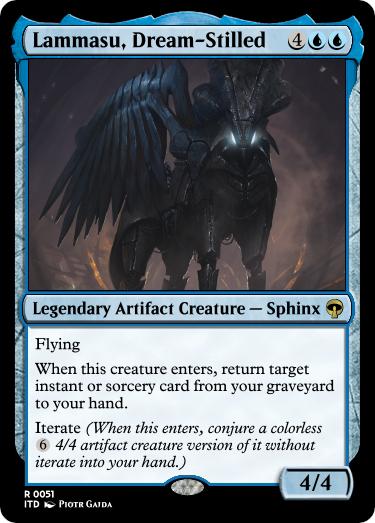 Lammasu, Dream-Stilled 4
Legendary Artifact Creature — Sphinx
Flying
When this creature enters, return target
instant or sorcery card from your graveyard
to your hand.
Iterate (When this enters, conjure a colorless
6 4/4 artifact creature version of it without
iterate into your hand.)
4/4
R 0051
ITD Piotr Gajda